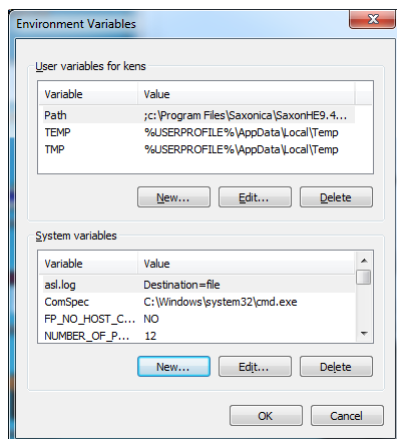 Environment Variables
User variables for kens
Variable Value
Path ;c:\Program Files\Saxonica\SaxonHE9.4...
TEMP %USERPROFILE%\AppData\Local\Temp
TMP %USERPROFILE%\AppData\Local\Temp
New... Edit... Delete
System variables
Variable Value
asl.log Destination=file
ComSpec C:\Windows\system32\cmd.exe
FP_NO_HOST_C... NO
NUMBER_OF_P... 12
New... Edit... Delete
OK Cancel